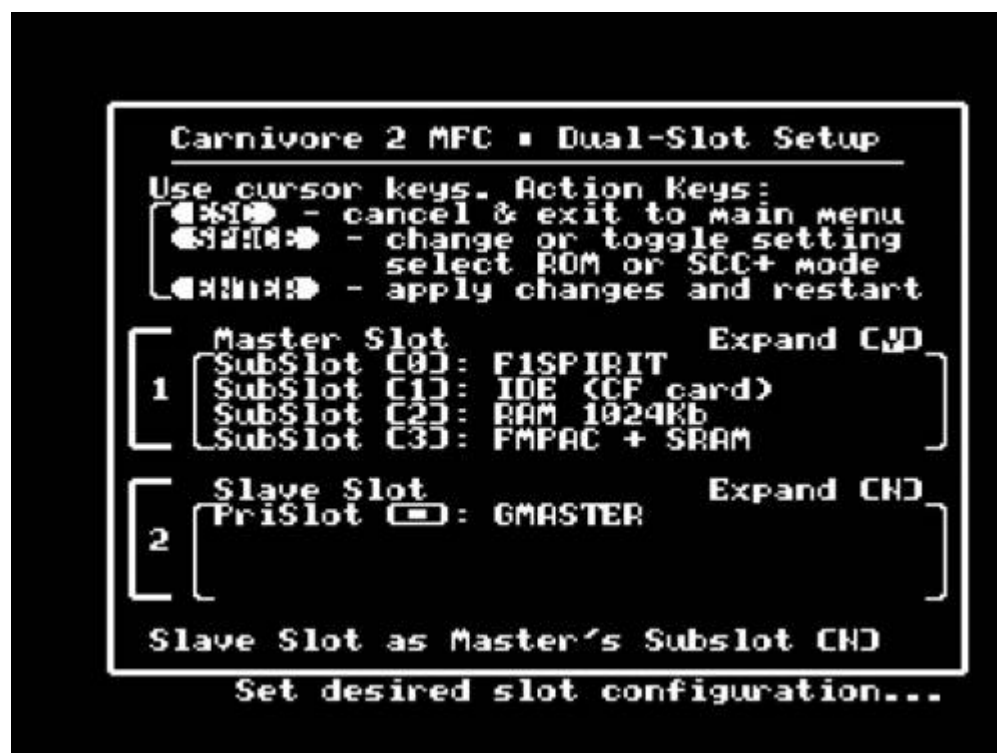 Carnivore 2 MFC ▪ Dual-Slot Setup
Use cursor keys. Action Keys:
ESC - cancel & exit to main menu
SPACE - change or toggle setting
select ROM or SCC+ mode
ENTER - apply changes and restart
1
Master Slot Expand [ ]
SubSlot [0]: F1SPIRIT
SubSlot [1]: IDE (CF card)
SubSlot [2]: RAM 1024Kb
SubSlot [3]: FMPAC + SRAM
2
Slave Slot Expand [N]
PriSlot [▪]: GMASTER
Slave Slot as Master's Subslot [N]
Set desired slot configuration...